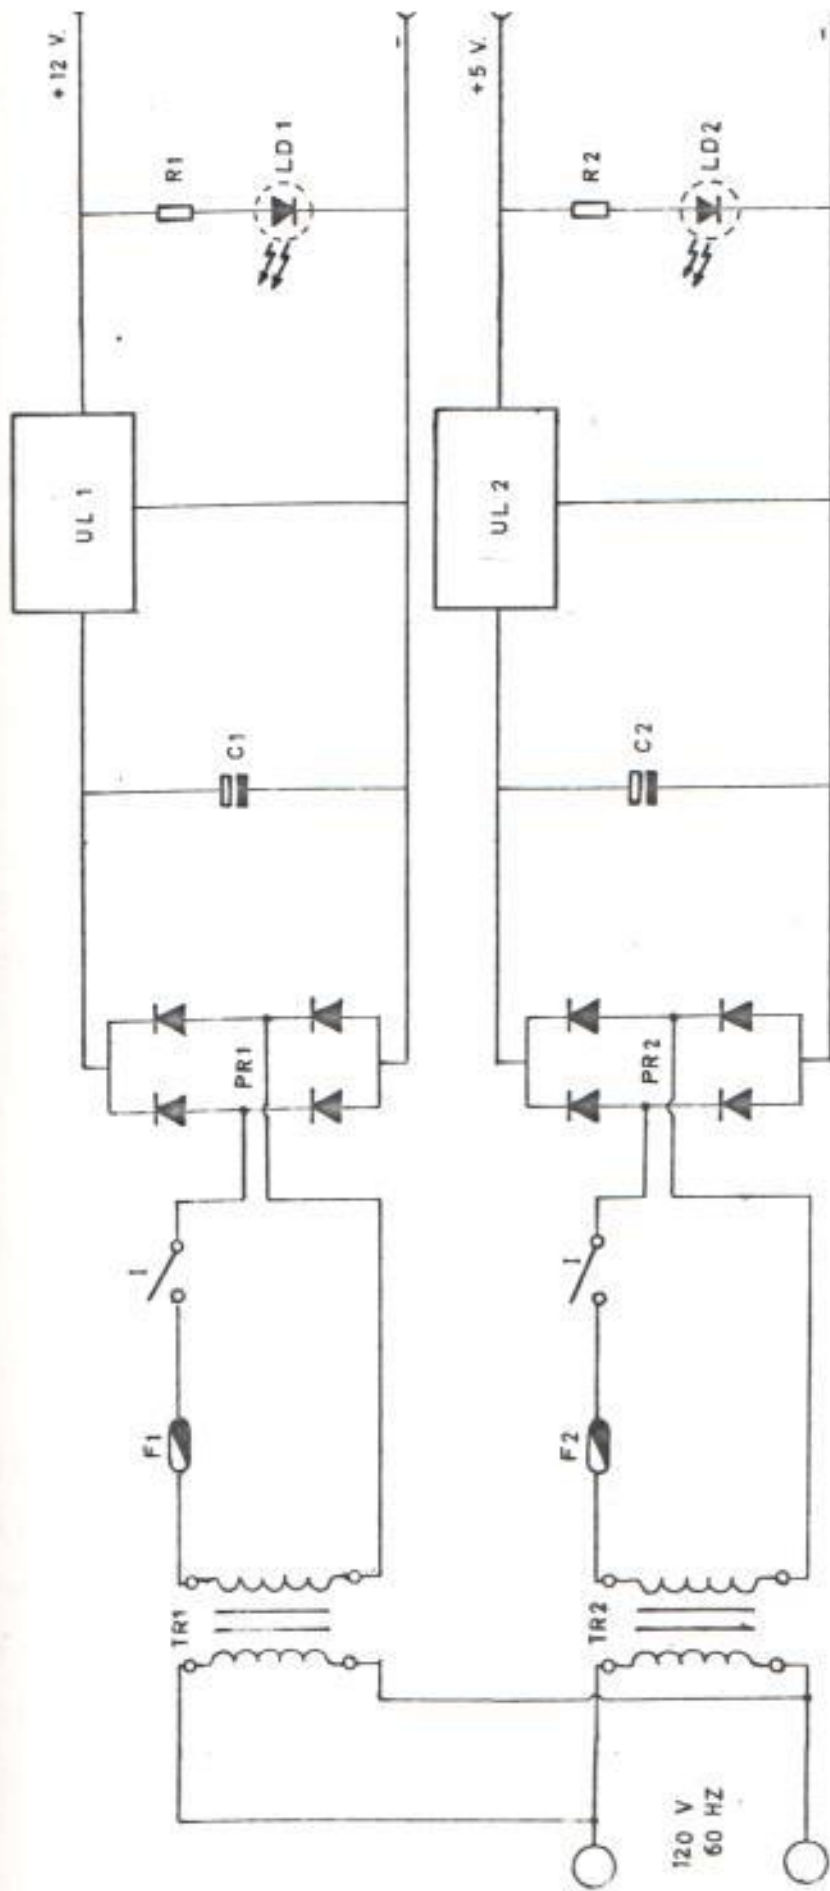 +12 V.
-
R1
LD1
UL 1
C1
PR1
I
F1
TR1
+5 V.
-
R2
LD2
UL 2
C2
PR2
I
F2
TR2
120 V
60 HZ